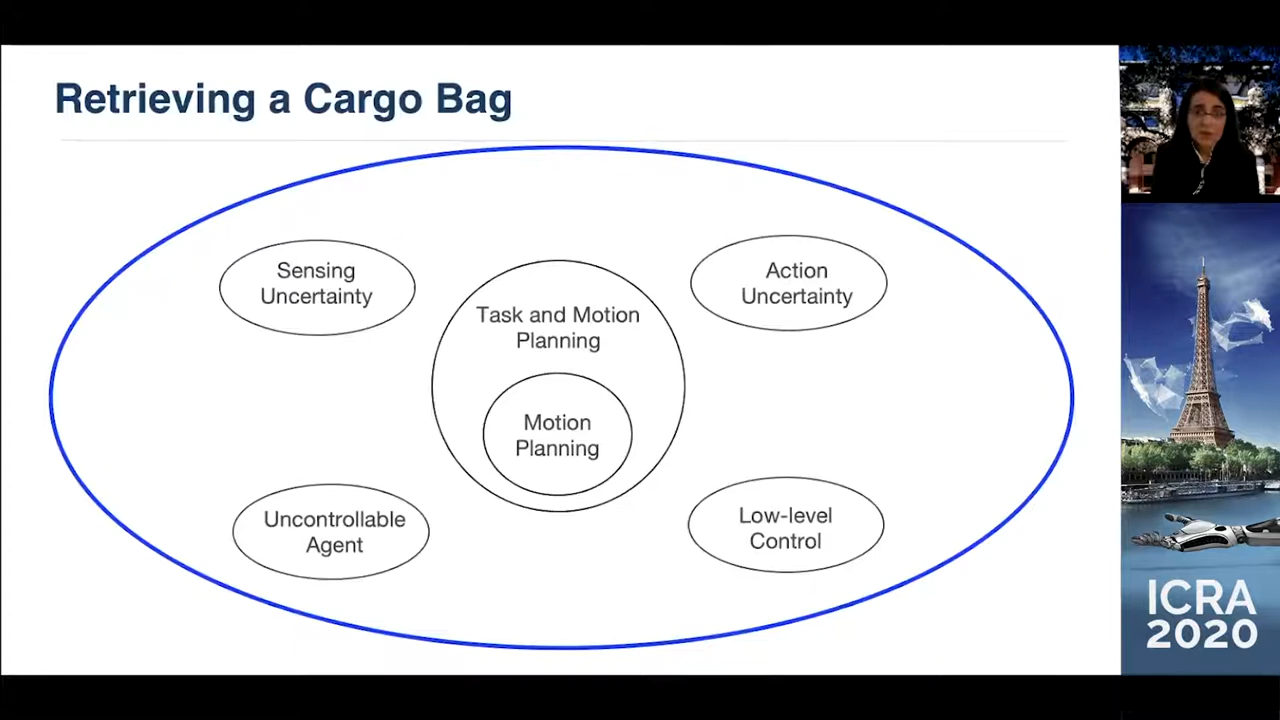 Retrieving a Cargo Bag
Sensing
Uncertainty
Action
Uncertainty
Task and Motion
Planning
Motion
Planning
Uncontrollable
Agent
Low-level
Control
ICRA
2020